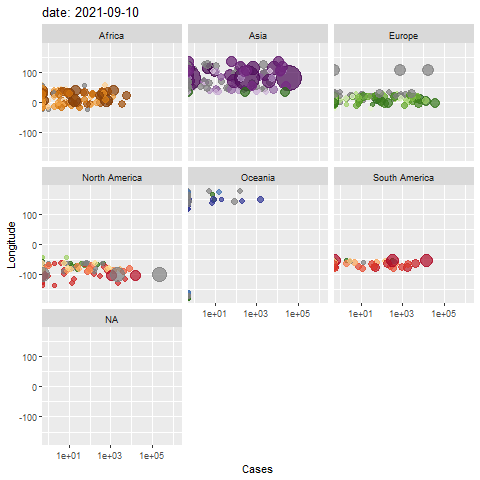 date: 2021-09-10
Africa
Asia
Europe
100
0
-100
North America
Oceania
South America
Longitude
100
0
-100
1e+01
1e+03
1e+05
1e+01
1e+03
1e+05
NA
100
0
-100
1e+01
1e+03
1e+05
Cases